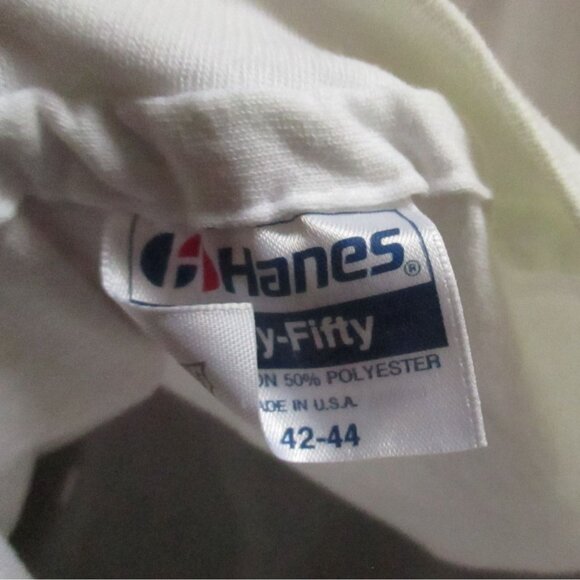 Hanes®
y-Fifty
ON 50% POLYESTER
ADE IN U.S.A.
42-44